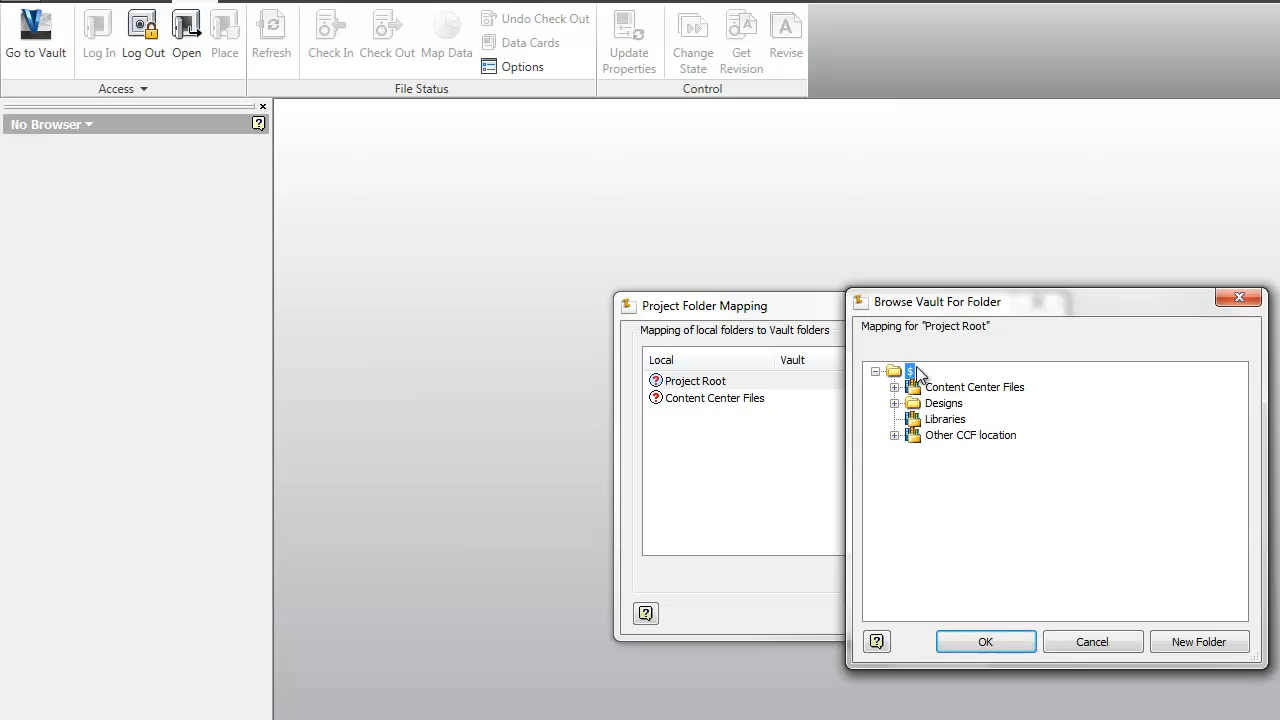 Go to Vault
Log In
Log Out
Open
Place
Refresh
Check In
Check Out
Map Data
Undo Check Out
Data Cards
Options
Update Properties
Change State
Get Revision
Revise
A
Access
File Status
Control
No Browser
Project Folder Mapping
Mapping of local folders to Vault folders
Local
Vault
Project Root
Content Center Files
Browse Vault For Folder
Mapping for "Project Root"
$
Content Center Files
Designs
Libraries
Other CCF location
OK
Cancel
New Folder